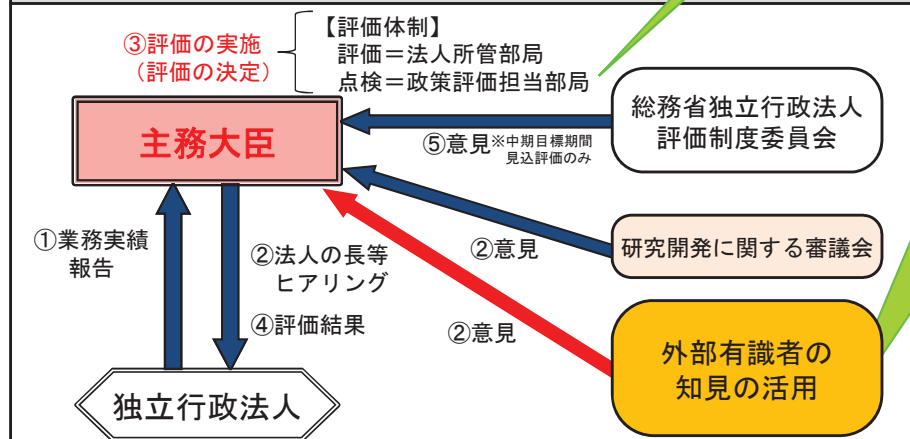 ③評価の実施
（評価の決定）
【評価体制】
評価＝法人所管部局
点検＝政策評価担当部局
主務大臣
総務省独立行政法人
評価制度委員会
⑤意見※中期目標期間
見込評価のみ
①業務実績
報告
②法人の長等
ヒアリング
④評価結果
②意見
研究開発に関する審議会
②意見
外部有識者の
知見の活用
独立行政法人